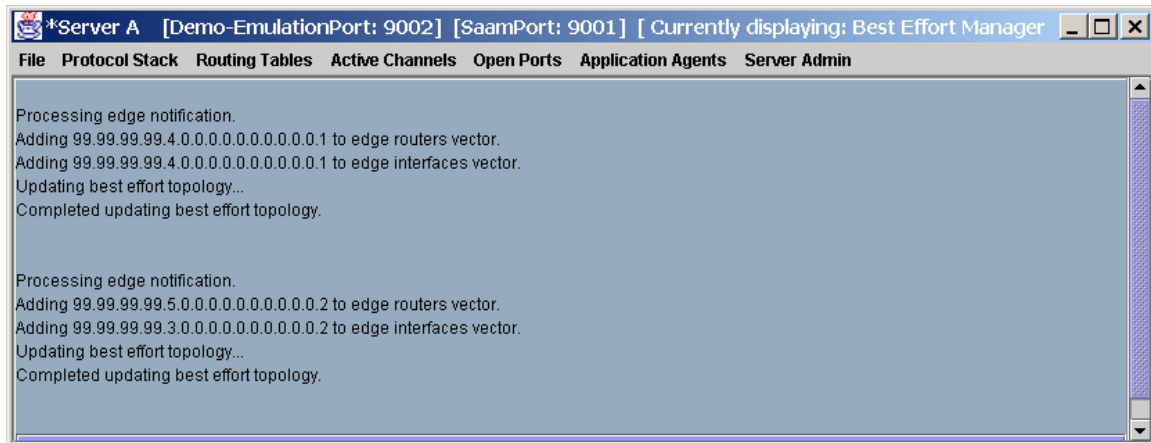 *Server A [Demo-EmulationPort: 9002] [SaamPort: 9001] [ Currently displaying: Best Effort Manager
File Protocol Stack Routing Tables Active Channels Open Ports Application Agents Server Admin
Processing edge notification.
Adding 99.99.99.99.4.0.0.0.0.0.0.0.0.0.0.1 to edge routers vector.
Adding 99.99.99.99.4.0.0.0.0.0.0.0.0.0.0.1 to edge interfaces vector.
Updating best effort topology...
Completed updating best effort topology.
Processing edge notification.
Adding 99.99.99.99.5.0.0.0.0.0.0.0.0.0.0.2 to edge routers vector.
Adding 99.99.99.99.3.0.0.0.0.0.0.0.0.0.0.2 to edge interfaces vector.
Updating best effort topology...
Completed updating best effort topology.